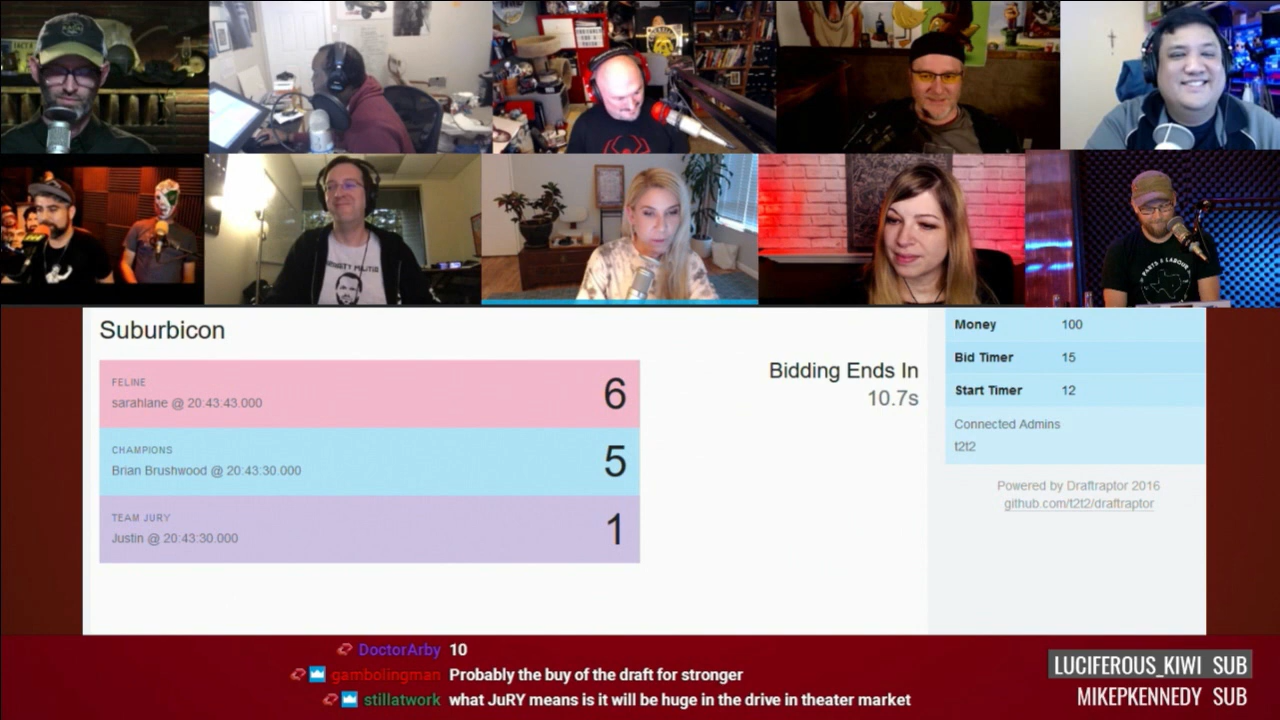 Suburbicon
FELINE
sarahlane @ 20:43:43.000
6
CHAMPIONS
Brian Brushwood @ 20:43:30.000
5
TEAM JURY
Justin @ 20:43:30.000
1
Bidding Ends In
10.7s
Money 100
Bid Timer 15
Start Timer 12
Connected Admins
t2t2
Powered by Draftraptor 2016
github.com/t2t2/draftraptor
DoctorArby 10
gambolingman Probably the buy of the draft for stronger
stillatwork what JuRY means is it will be huge in the drive in theater market
LUCIFEROUS_KIWI SUB
MIKEPKENNEDY SUB